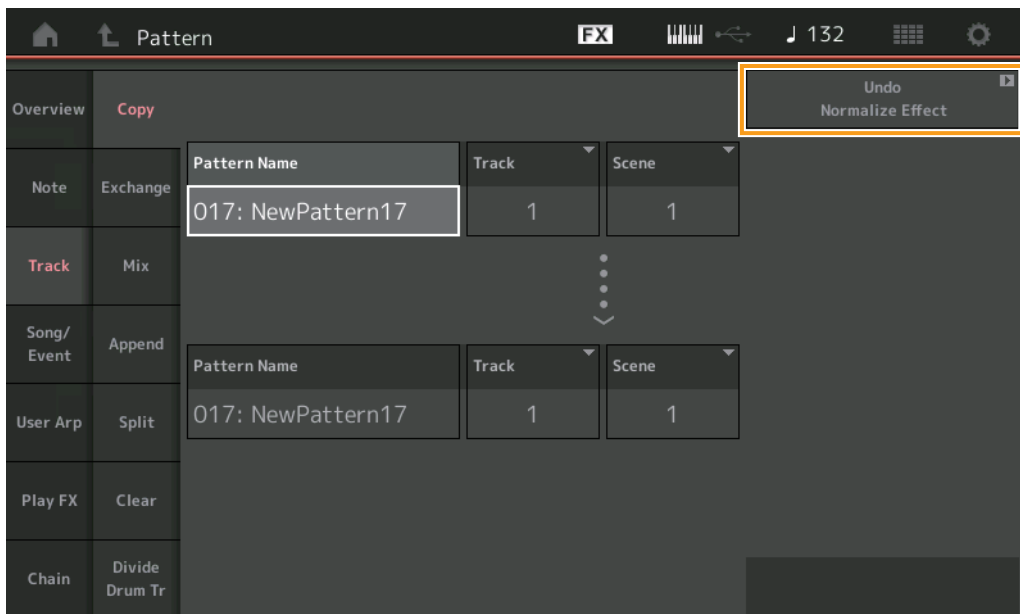 Pattern
FX
♩ 132
Overview
Copy
Undo
Normalize Effect
Note
Exchange
Pattern Name
Track
Scene
017: NewPattern17
1
1
Track
Mix
Song/
Event
Append
Pattern Name
Track
Scene
017: NewPattern17
1
1
User Arp
Split
Play FX
Clear
Chain
Divide
Drum Tr